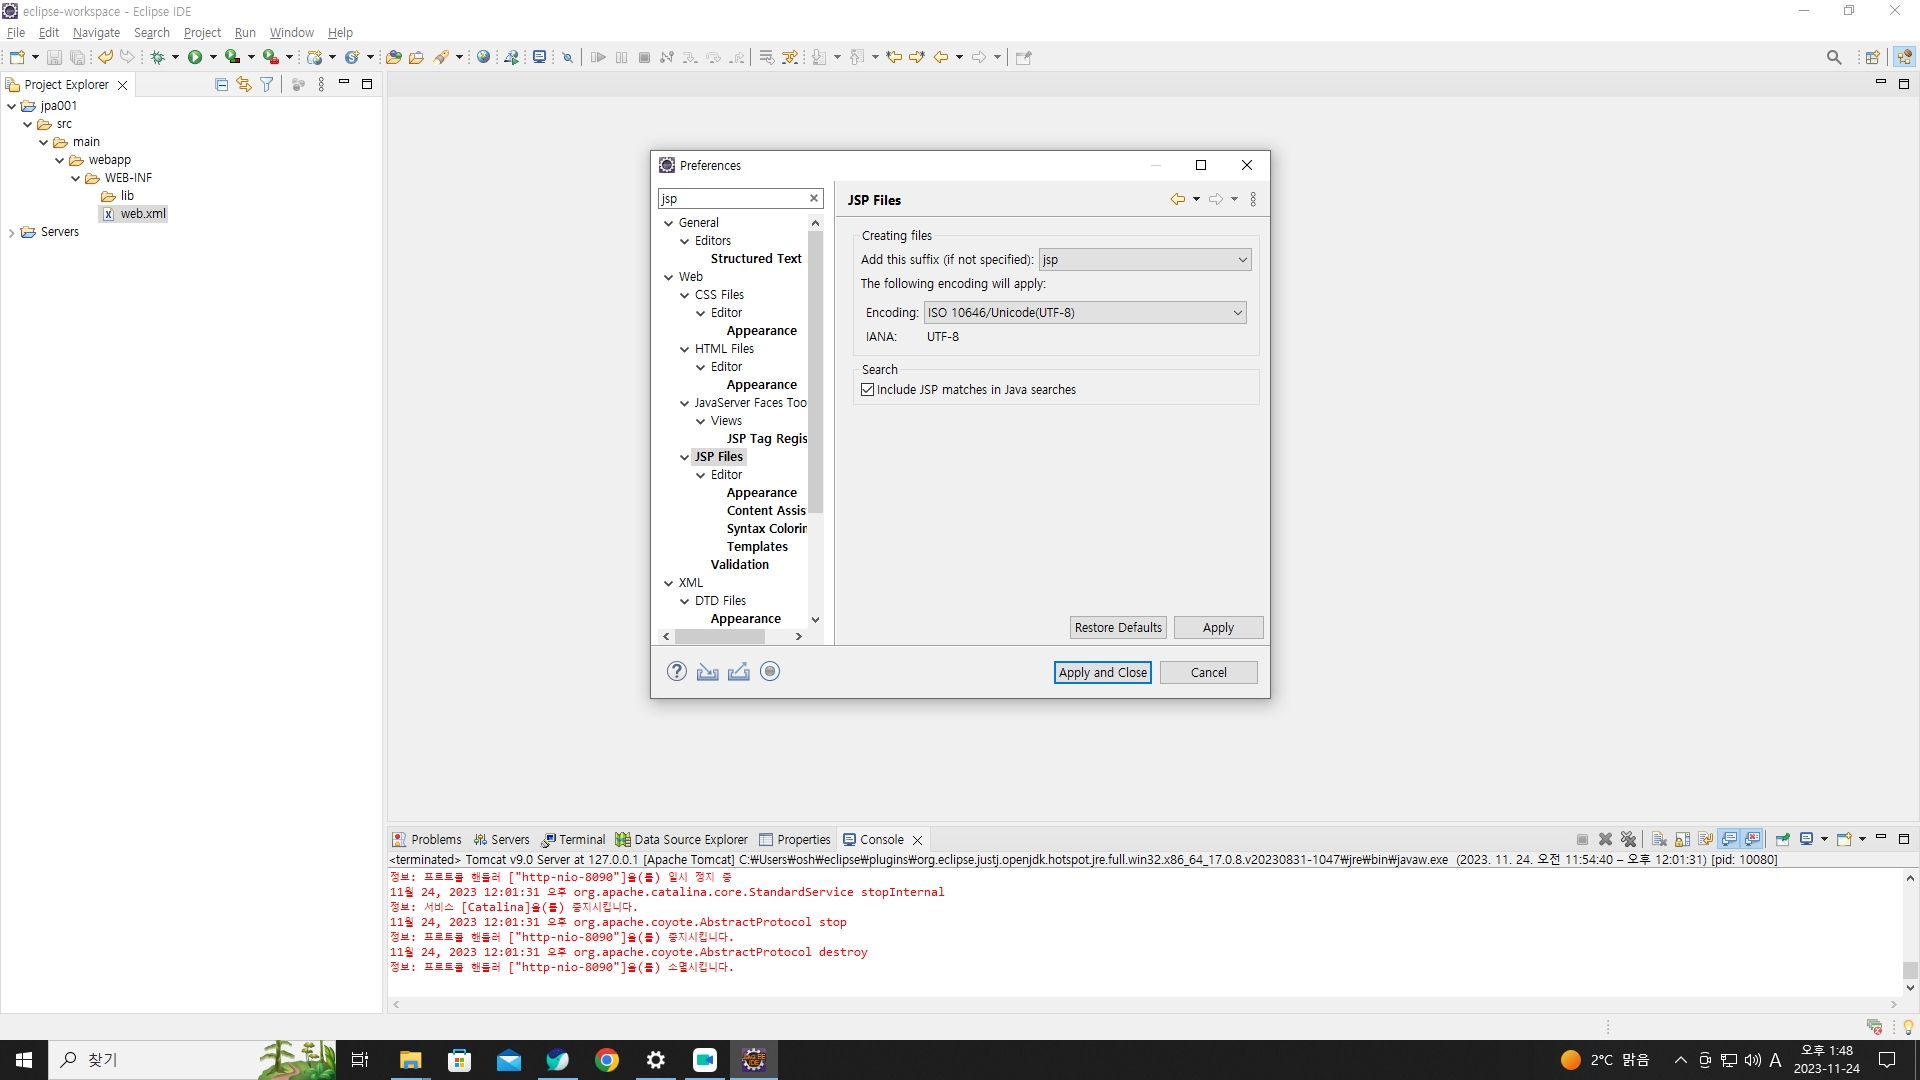 eclipse-workspace - Eclipse IDE
File Edit Navigate Search Project Run Window Help
Project Explorer
jpa001
src
main
webapp
WEB-INF
lib
web.xml
Servers
Preferences
jsp
General
Editors
Structured Text
Web
CSS Files
Editor
Appearance
HTML Files
Editor
Appearance
JavaServer Faces Too
Views
JSP Tag Regis
JSP Files
Editor
Appearance
Content Assis
Syntax Colorin
Templates
Validation
XML
DTD Files
Appearance
JSP Files
Creating files
Add this suffix (if not specified): jsp
The following encoding will apply:
Encoding: ISO 10646/Unicode(UTF-8)
IANA: UTF-8
Search
Include JSP matches in Java searches
Restore Defaults Apply
Apply and Close Cancel
Problems Servers Terminal Data Source Explorer Properties Console
<terminated> Tomcat v9.0 Server at 127.0.0.1 [Apache Tomcat] C:₩Users₩osh₩eclipse₩plugins₩org.eclipse.justj.openjdk.hotspot.jre.full.win32.x86_64_17.0.8.v20230831-1047₩jre₩bin₩javaw.exe (2023. 11. 24. 오전 11:54:40 – 오후 12:01:31) [pid: 10080]
정보: 프로토콜 핸들러 ["http-nio-8090"]을(를) 일시 정지 중
11월 24, 2023 12:01:31 오후 org.apache.catalina.core.StandardService stopInternal
정보: 서비스 [Catalina]을(를) 중지시킵니다.
11월 24, 2023 12:01:31 오후 org.apache.coyote.AbstractProtocol stop
정보: 프로토콜 핸들러 ["http-nio-8090"]을(를) 중지시킵니다.
11월 24, 2023 12:01:31 오후 org.apache.coyote.AbstractProtocol destroy
정보: 프로토콜 핸들러 ["http-nio-8090"]을(를) 소멸시킵니다.
찾기
2°C 맑음
A
오후 1:48
2023-11-24